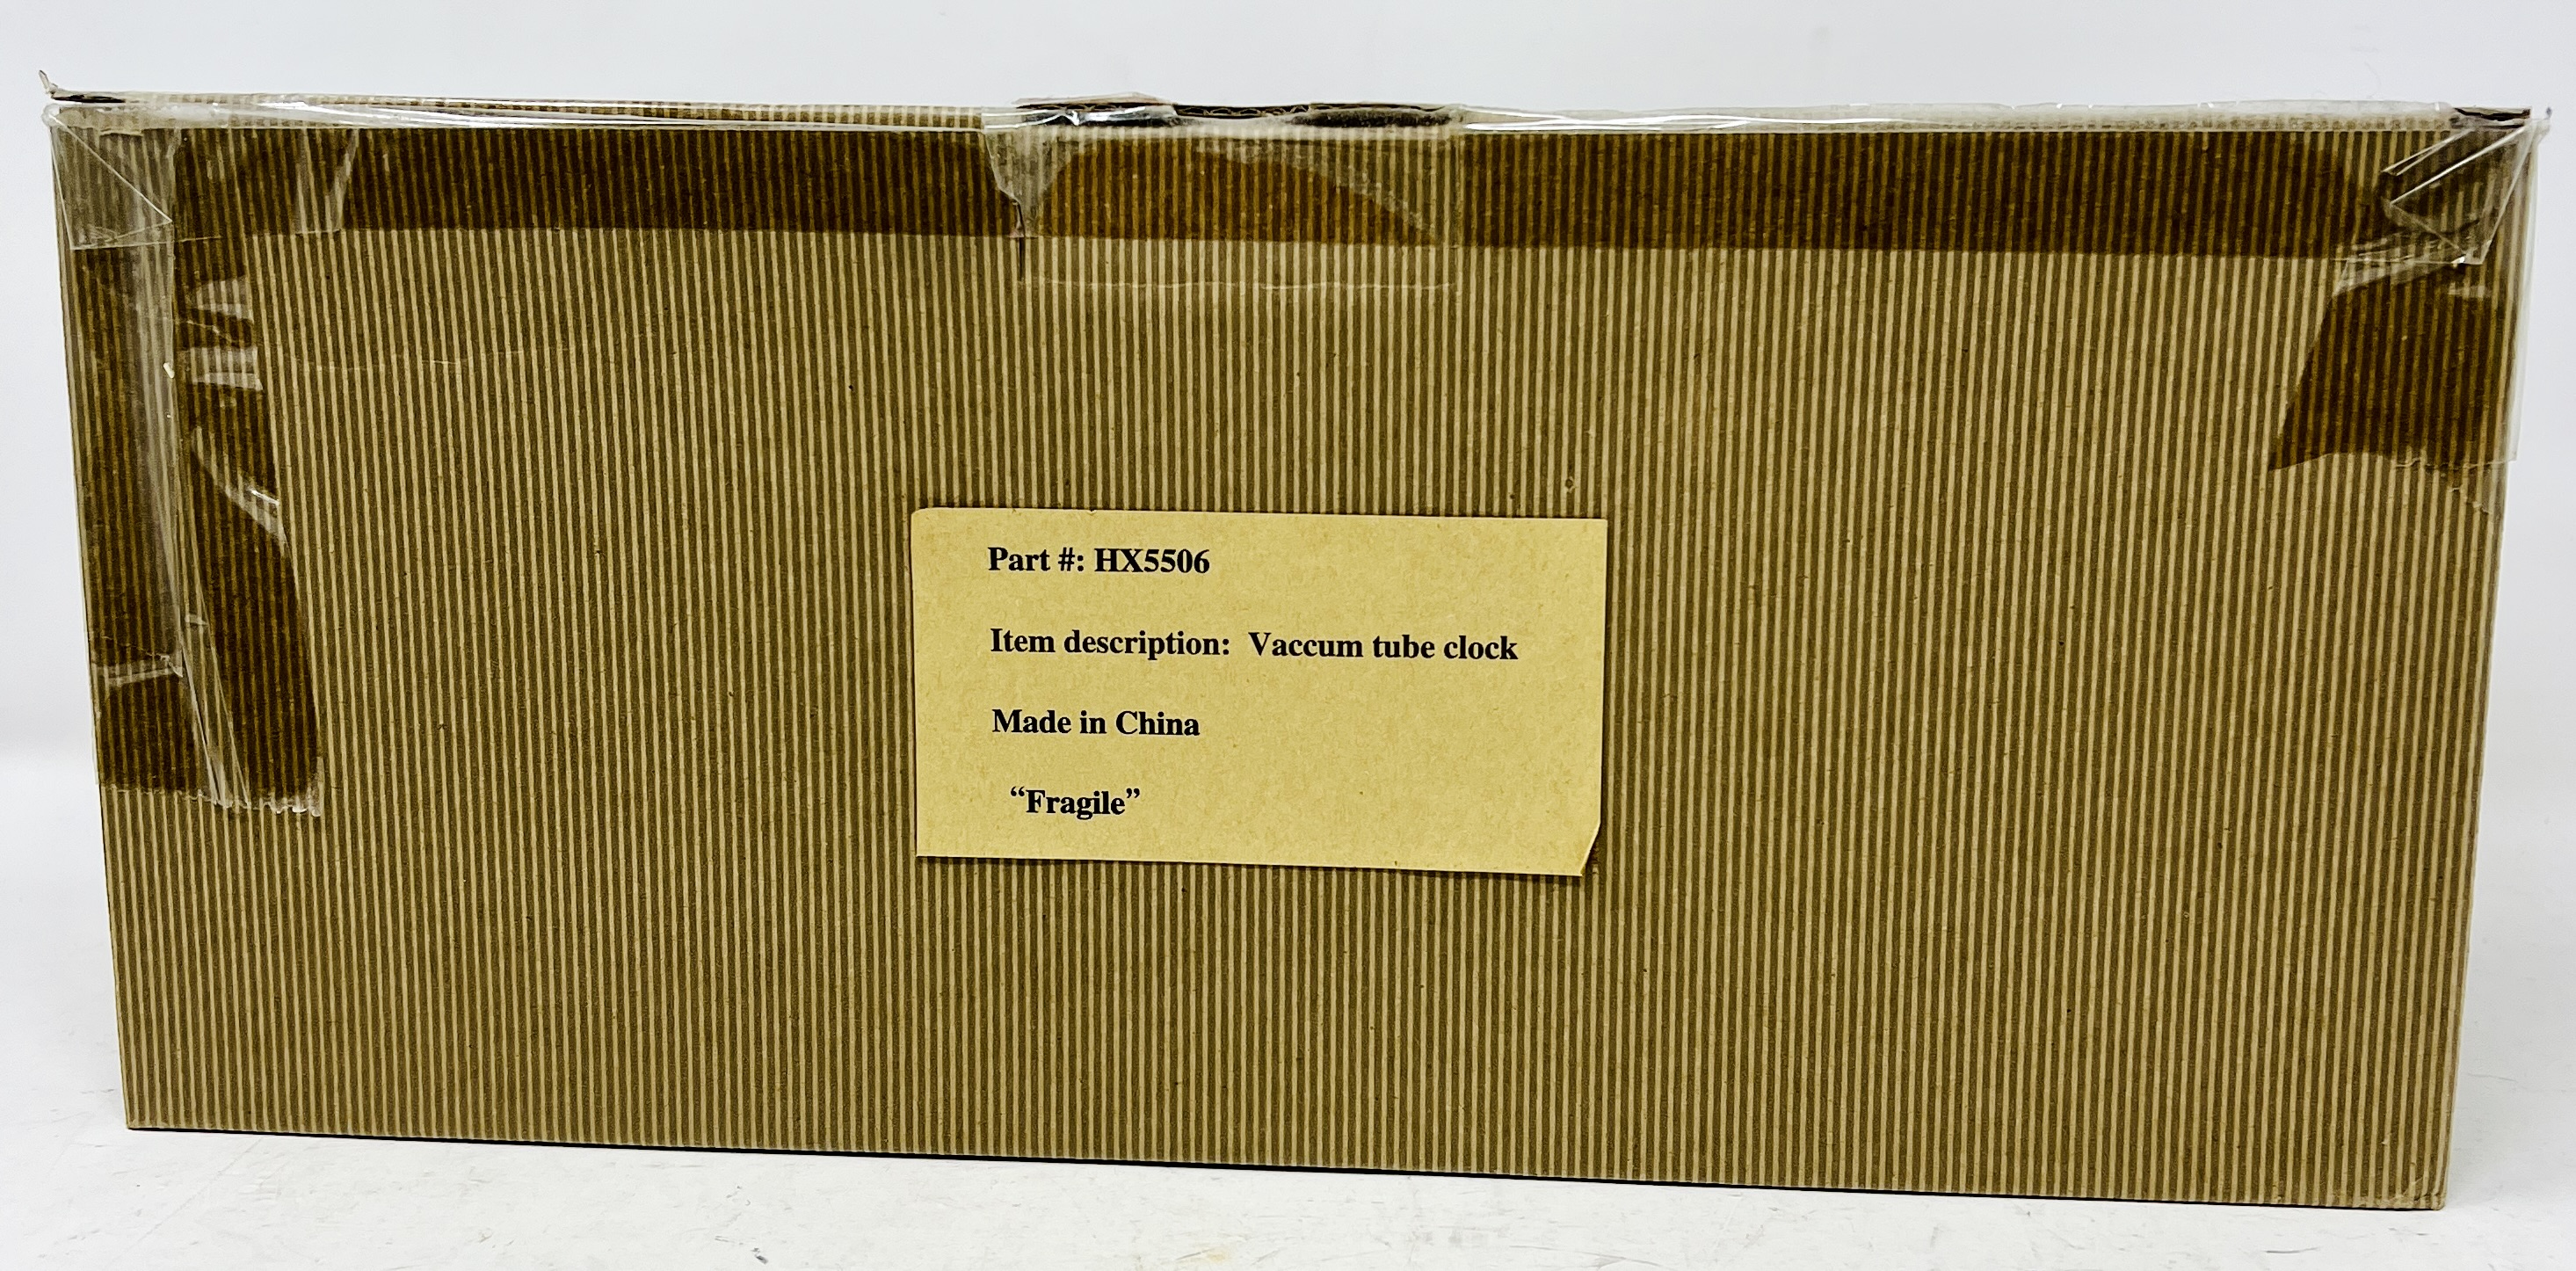 Part #: HX5506
Item description: Vaccum tube clock
Made in China
“Fragile”